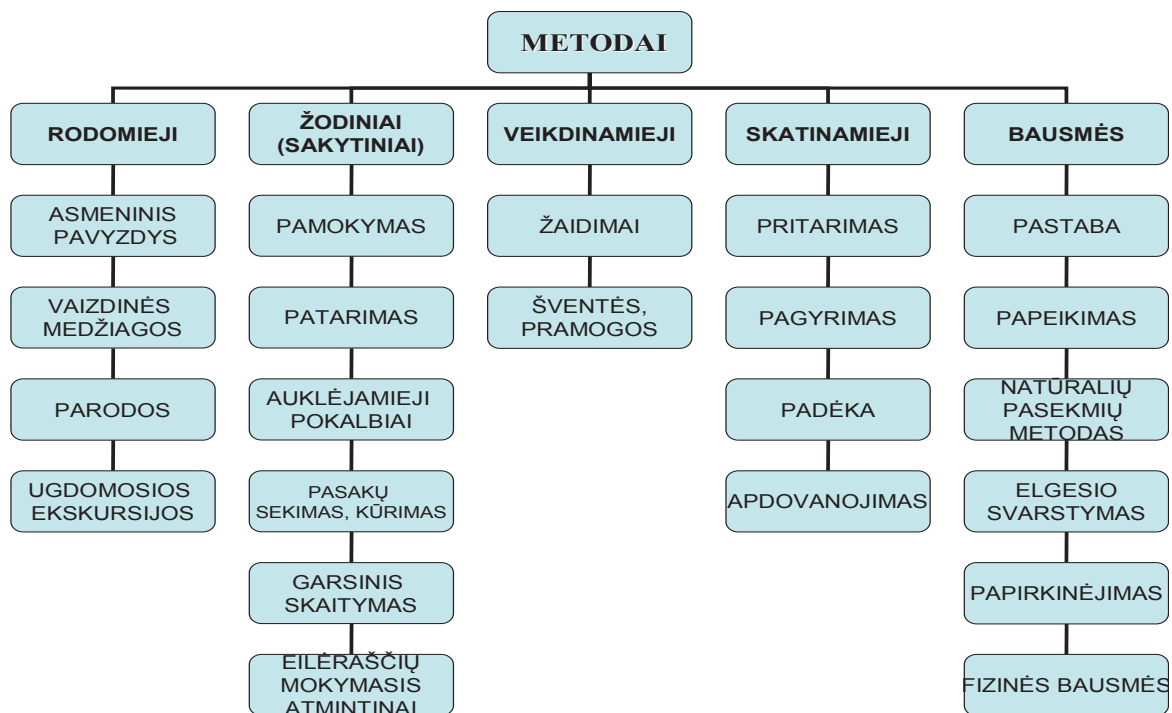 METODAI
RODOMIEJI
ASMENINIS
PAVYZDYS
VAIZDINĖS
MEDŽIAGOS
PARODOS
UGDOMOSIOS
EKSKURSIJOS
ŽODINIAI
(SAKYTINIAI)
PAMOKYMAS
PATARIMAS
AUKLĖJAMIEJI
POKALBIAI
PASAKŲ
SEKIMAS, KŪRIMAS
GARSINIS
SKAITYMAS
EILĖRAŠČIŲ
MOKYMASIS
ATMINTINAI
VEIKDINAMIEJI
ŽAIDIMAI
ŠVENTĖS,
PRAMOGOS
SKATINAMIEJI
PRITARIMAS
PAGYRIMAS
PADĖKA
APDOVANOJIMAS
BAUSMĖS
PASTABA
PAPEIKIMAS
NATŪRALIŲ
PASEKMIŲ
METODAS
ELGESIO
SVARSTYMAS
PAPIRKINĖJIMAS
FIZINĖS BAUSMĖS